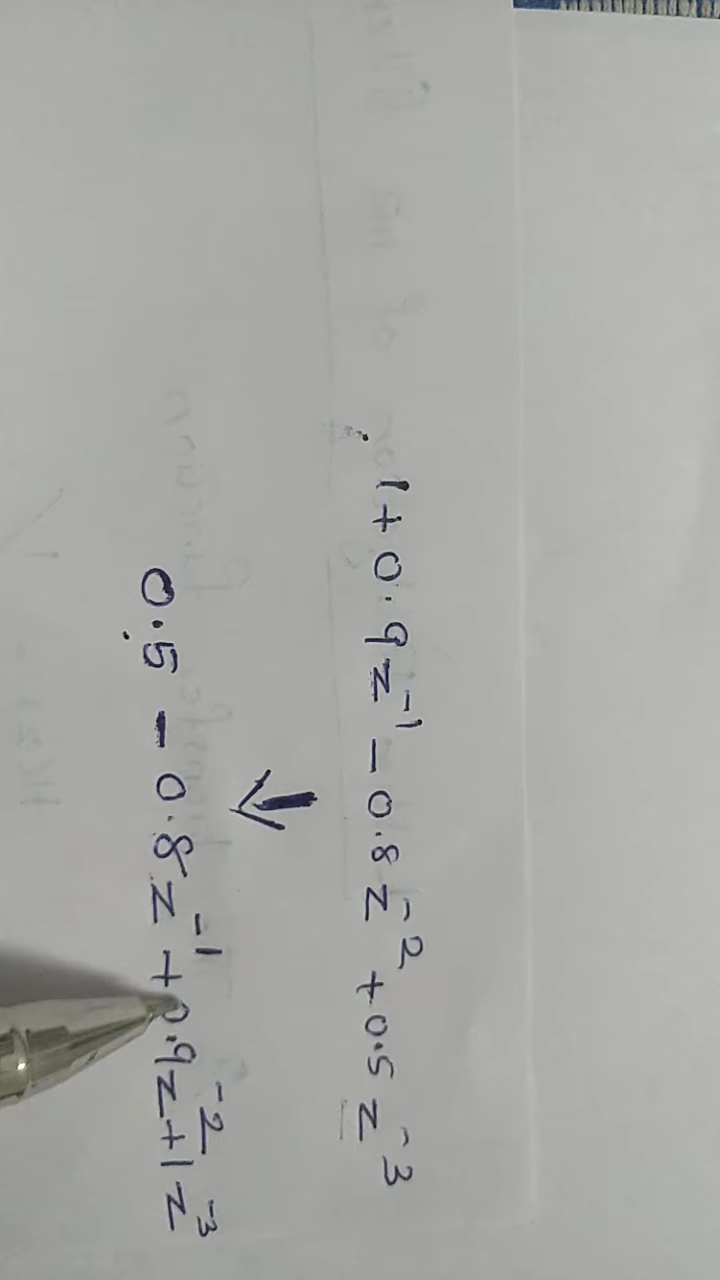 1+0.9z⁻¹ – 0.8z⁻² +0.5z⁻³
↓
0.5 – 0.8z⁻¹ +0.9z⁻² +1z⁻³